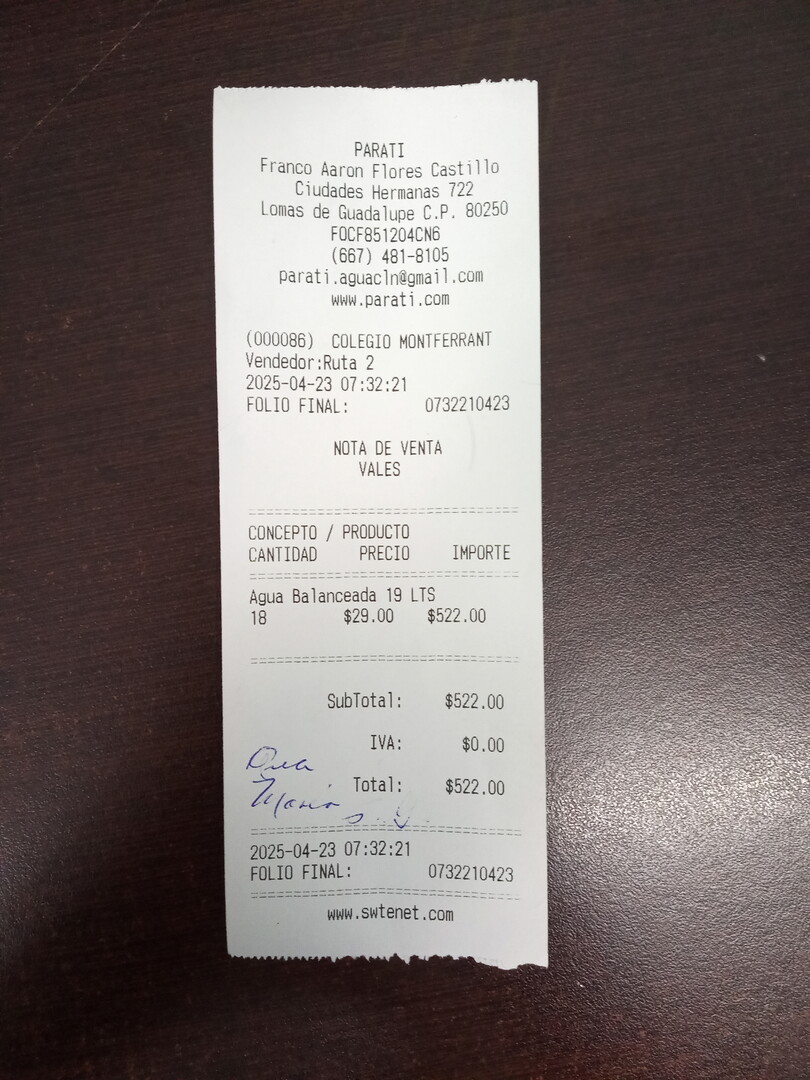 PARATI
Franco Aaron Flores Castillo
Ciudades Hermanas 722
Lomas de Guadalupe C.P. 80250
FOCF851204CN6
(667) 481-8105
parati.aguacln@gmail.com
www.parati.com
(000086) COLEGIO MONTFERRANT
Vendedor:Ruta 2
2025-04-23 07:32:21
FOLIO FINAL: 0732210423
NOTA DE VENTA
VALES
CONCEPTO / PRODUCTO
CANTIDAD PRECIO IMPORTE
Agua Balanceada 19 LTS
18 $29.00 $522.00
SubTotal: $522.00
IVA: $0.00
Total: $522.00
Maria
2025-04-23 07:32:21
FOLIO FINAL: 0732210423
www.swtenet.com